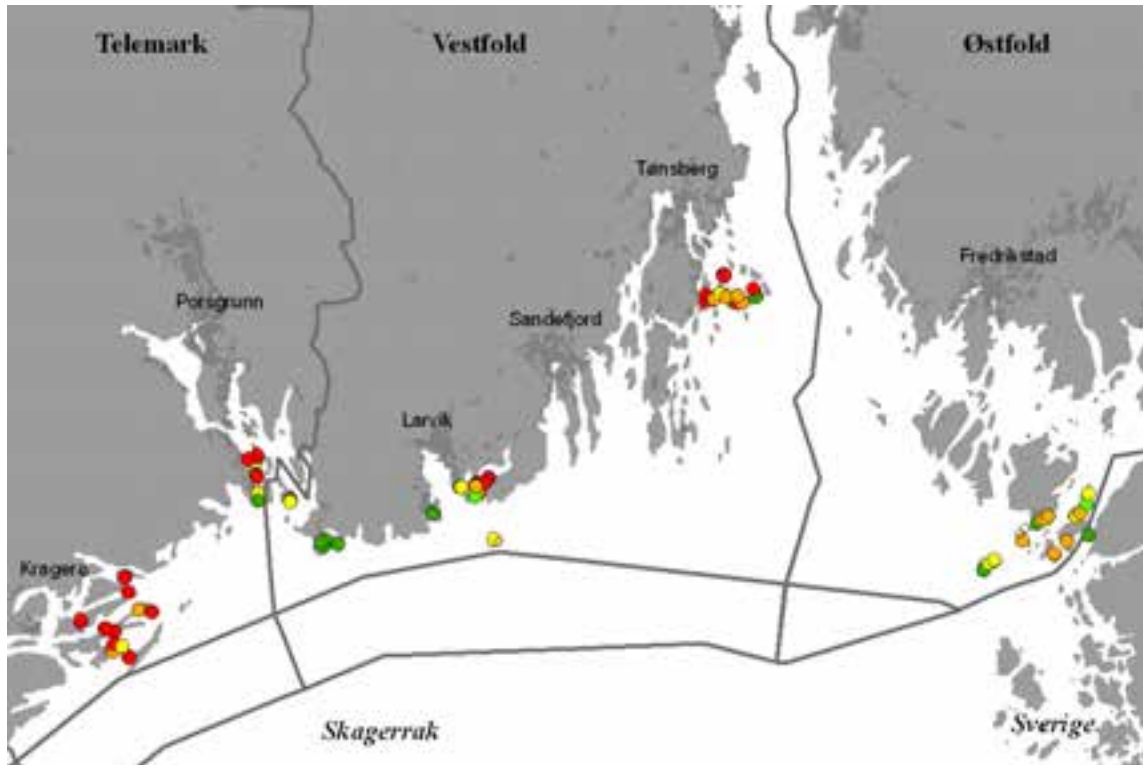 Telemark
Vestfold
Østfold
Tønsberg
Fredrikstad
Porsgrunn
Sandefjord
Larvik
Kragerø
Skagerrak
Sverige